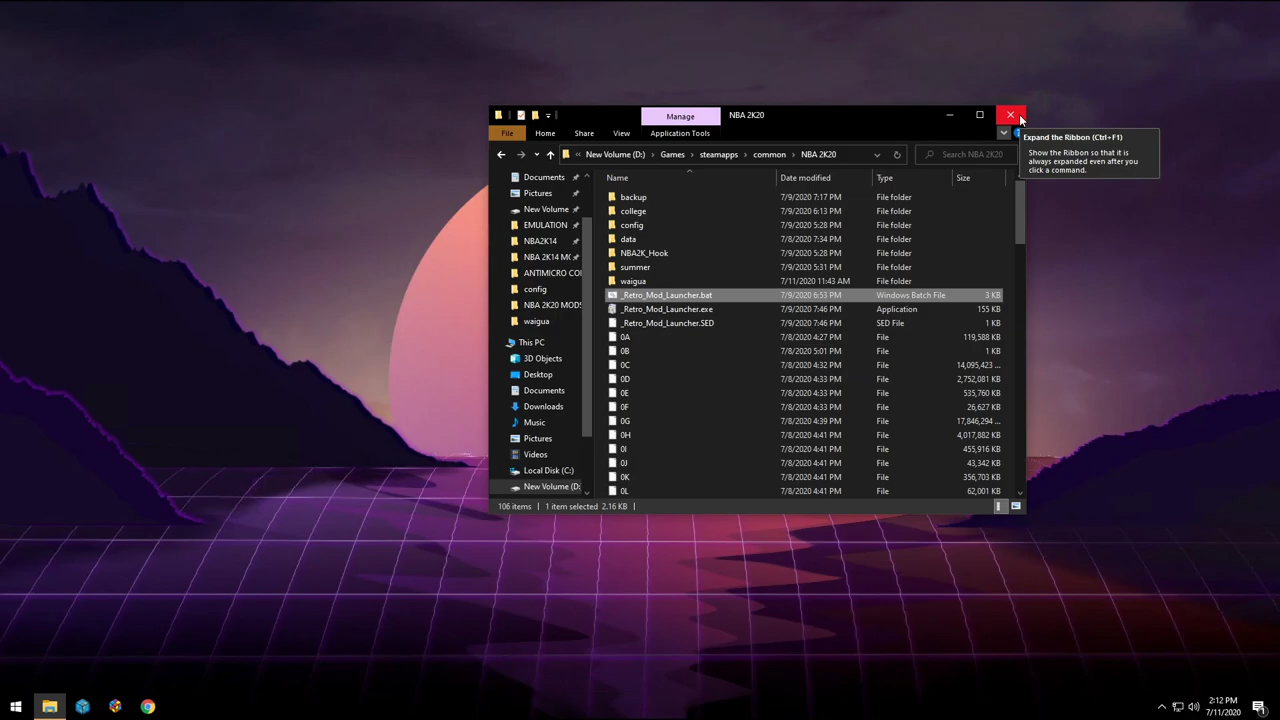 Manage
NBA 2K20
File
Home
Share
View
Application Tools
Expand the Ribbon (Ctrl+F1)
Show the Ribbon so that it is
always expanded even after you
click a command.
« New Volume (D:) > Games > steamapps > common > NBA 2K20
Search NBA 2K20
Name Date modified Type Size
Documents
Pictures
New Volume
EMULATION
NBA2K14
NBA 2K14 MO
ANTIMICRO CO
config
NBA 2K20 MODS
waigua
This PC
3D Objects
Desktop
Documents
Downloads
Music
Pictures
Videos
Local Disk (C:)
New Volume (D:
backup 7/9/2020 7:17 PM File folder
college 7/9/2020 6:13 PM File folder
config 7/9/2020 5:28 PM File folder
data 7/8/2020 7:34 PM File folder
NBA2K_Hook 7/9/2020 5:28 PM File folder
summer 7/9/2020 5:31 PM File folder
waigua 7/11/2020 11:43 AM File folder
_Retro_Mod_Launcher.bat 7/9/2020 6:53 PM Windows Batch File 3 KB
_Retro_Mod_Launcher.exe 7/9/2020 7:46 PM Application 155 KB
_Retro_Mod_Launcher.SED 7/9/2020 7:46 PM SED File 1 KB
0A 7/8/2020 4:27 PM File 119,588 KB
0B 7/8/2020 5:01 PM File 1 KB
0C 7/8/2020 4:32 PM File 14,095,423 ...
0D 7/8/2020 4:33 PM File 2,752,081 KB
0E 7/8/2020 4:33 PM File 535,760 KB
0F 7/8/2020 4:33 PM File 26,627 KB
0G 7/8/2020 4:39 PM File 17,846,294 ...
0H 7/8/2020 4:41 PM File 4,017,882 KB
0I 7/8/2020 4:41 PM File 455,916 KB
0J 7/8/2020 4:41 PM File 43,342 KB
0K 7/8/2020 4:41 PM File 356,703 KB
0L 7/8/2020 4:41 PM File 62,001 KB
106 items 1 item selected 2.16 KB
2:12 PM
7/11/2020
1